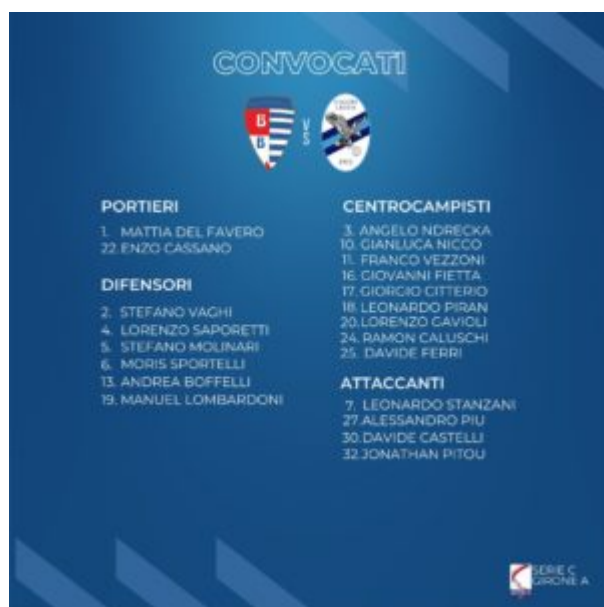 CONVOCATI
VS
PORTIERI
1. MATTIA DEL FAVERO
22. ENZO CASSANO
DIFENSORI
2. STEFANO VAGHI
4. LORENZO SAPORETTI
5. STEFANO MOLINARI
6. MORIS SPORTELLI
13. ANDREA BOFFELLI
19. MANUEL LOMBARDONI
CENTROCAMPISTI
3. ANGELO NDRECKA
10. GIANLUCA NICCO
11. FRANCO VEZZONI
16. GIOVANNI FIETTA
17. GIORGIO CITTERIO
18. LEONARDO PIRAN
20. LORENZO GAVIOLI
24. RAMON CALUSCHI
25. DAVIDE FERRI
ATTACCANTI
7. LEONARDO STANZANI
27. ALESSANDRO PIU
30. DAVIDE CASTELLI
32. JONATHAN PITOU
SERIE C
GIRONE A